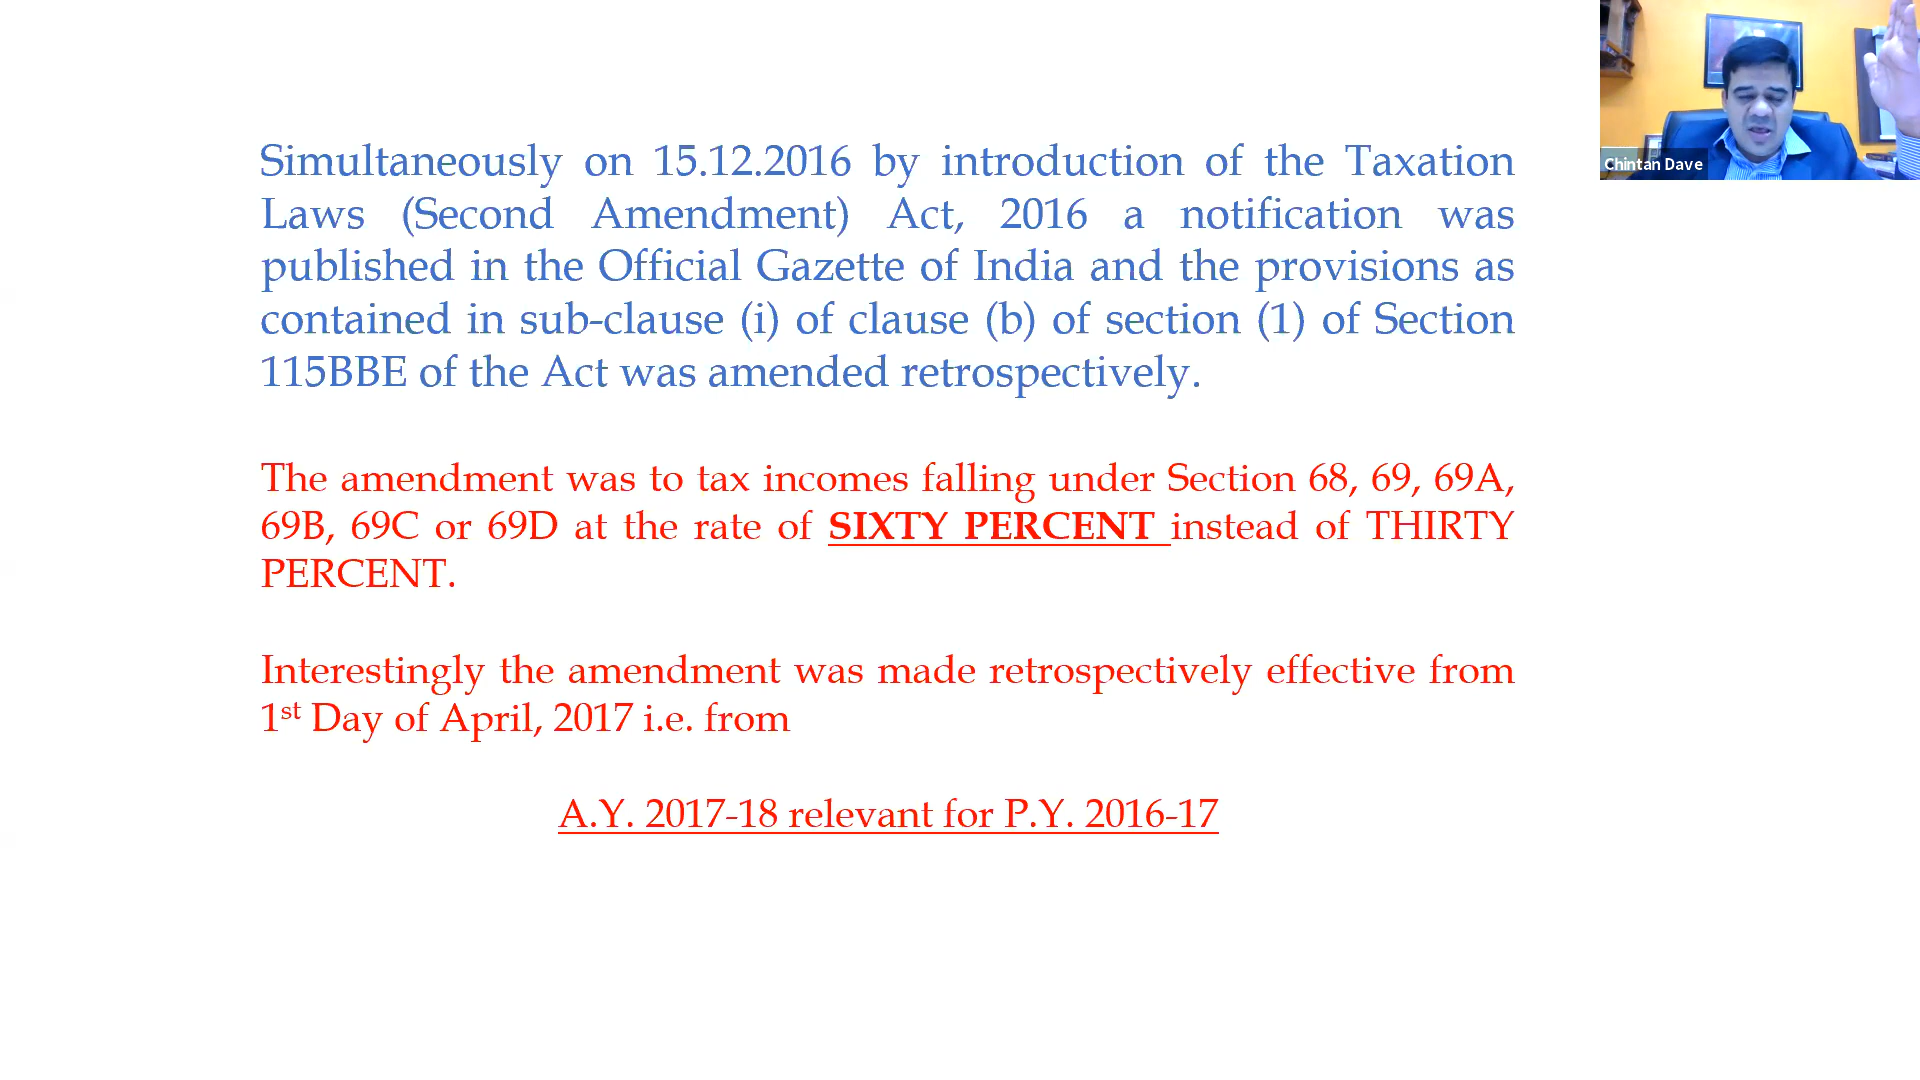 Simultaneously on 15.12.2016 by introduction of the Taxation
Laws (Second Amendment) Act, 2016 a notification was
published in the Official Gazette of India and the provisions as
contained in sub-clause (i) of clause (b) of section (1) of Section
115BBE of the Act was amended retrospectively.
The amendment was to tax incomes falling under Section 68, 69, 69A,
69B, 69C or 69D at the rate of SIXTY PERCENT instead of THIRTY
PERCENT.
Interestingly the amendment was made retrospectively effective from
1st Day of April, 2017 i.e. from
A.Y. 2017-18 relevant for P.Y. 2016-17
Chintan Dave